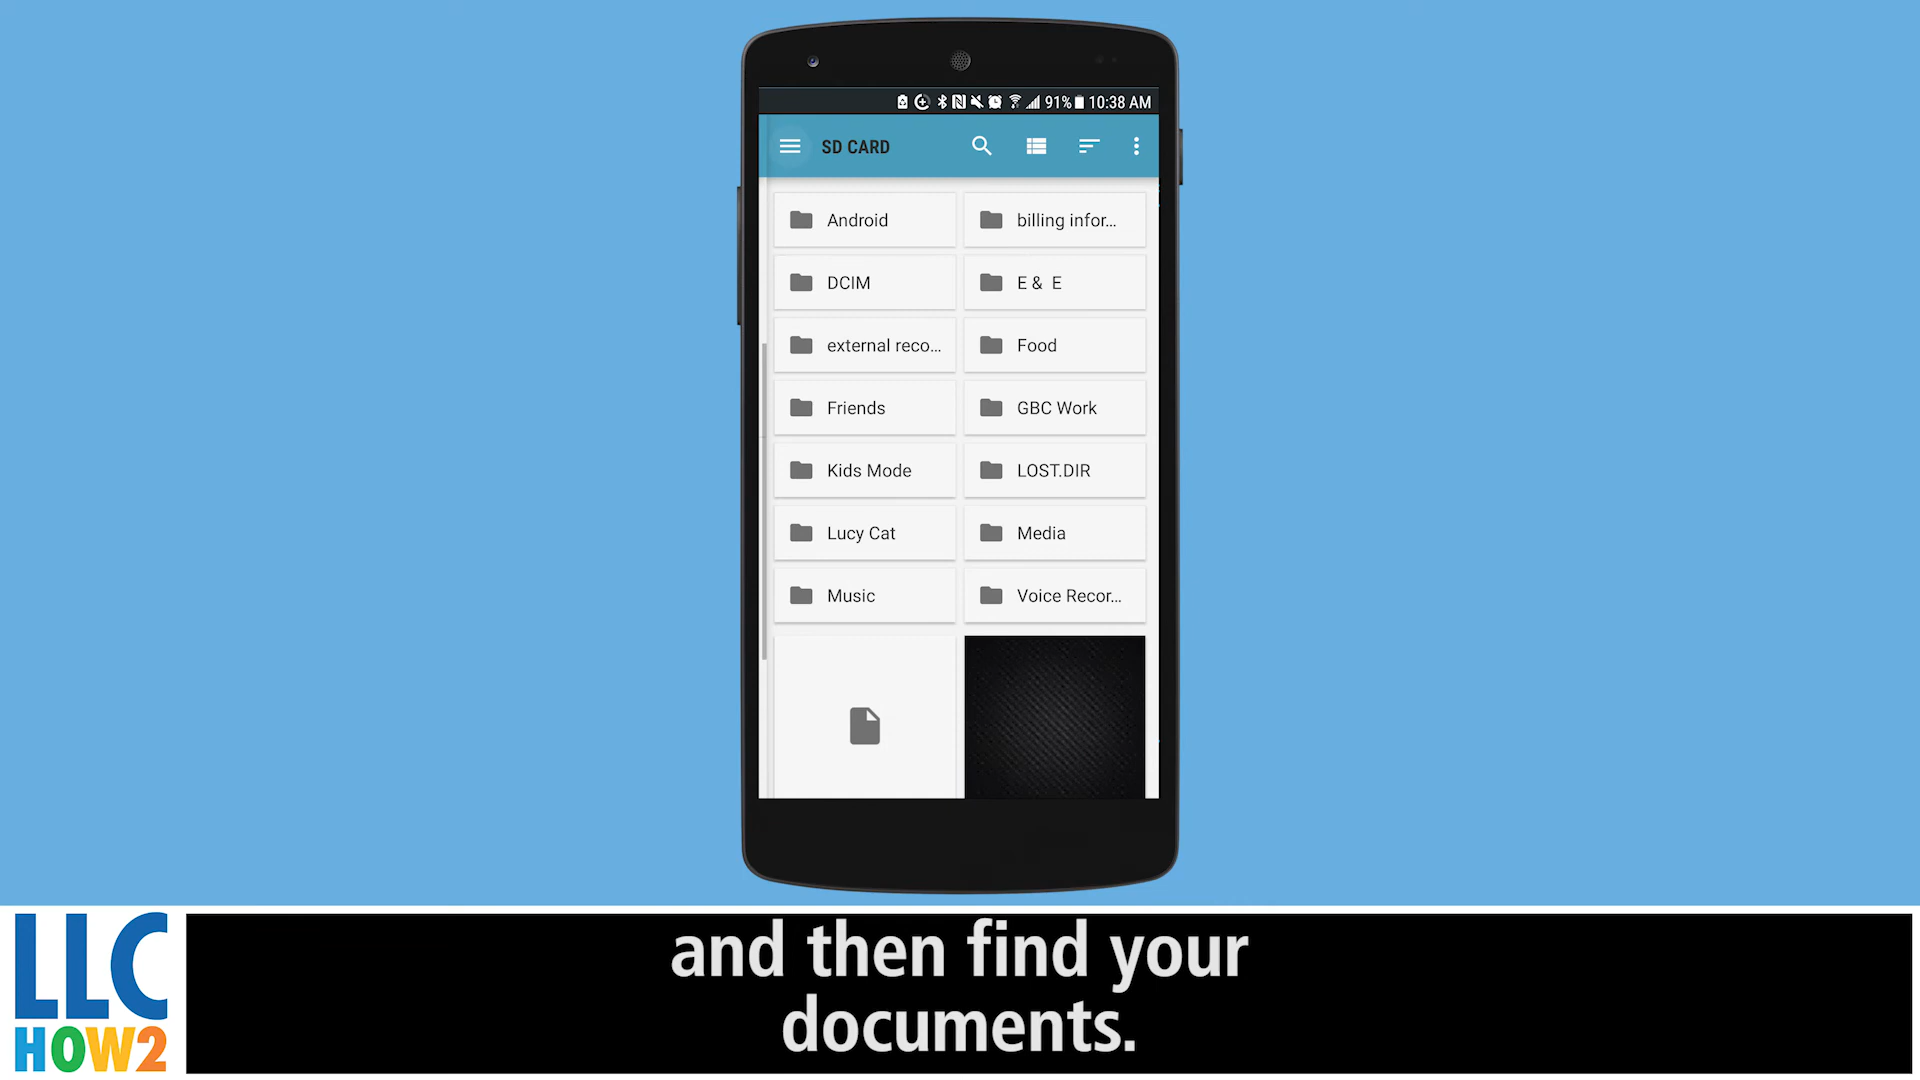 91% 10:38 AM
SD CARD
Android
billing infor...
DCIM
E & E
external reco...
Food
Friends
GBC Work
Kids Mode
LOST.DIR
Lucy Cat
Media
Music
Voice Recor...
LLC
HOW2
and then find your
documents.